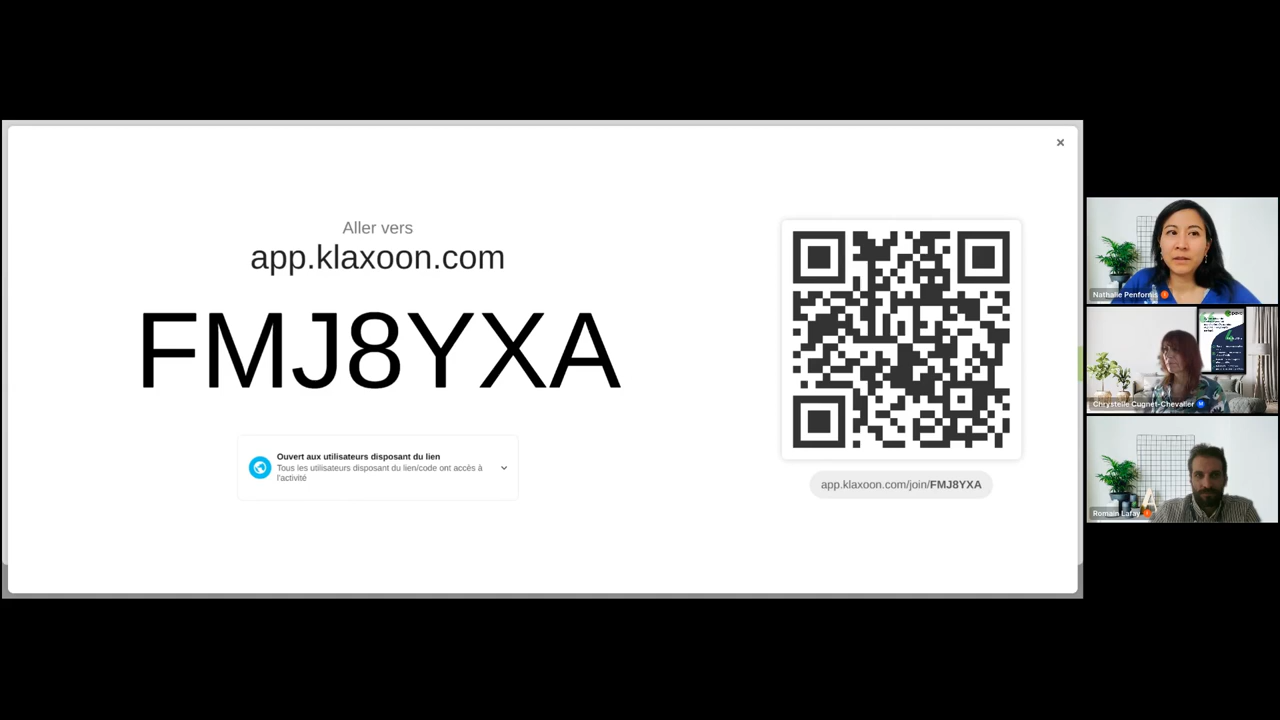 Aller vers
app.klaxoon.com
FMJ8YXA
Ouvert aux utilisateurs disposant du lien
Tous les utilisateurs disposant du lien/code ont accès à
l'activité
app.klaxoon.com/join/FMJ8YXA
Nathalie Penfornis
Chrystelle Cugnet-Chevalier
Romain Lafay